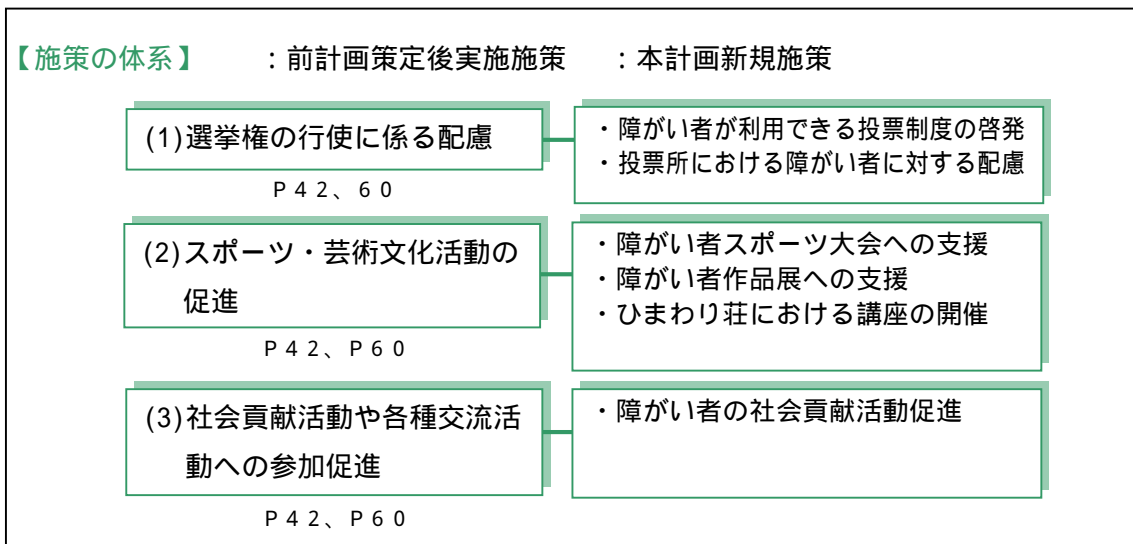 【施策の体系】　　：前計画策定後実施施策　：本計画新規施策
(1)選挙権の行使に係る配慮
P４２、６０
・障がい者が利用できる投票制度の啓発
・投票所における障がい者に対する配慮
(2)スポーツ・芸術文化活動の
促進
P４２、P６０
・障がい者スポーツ大会への支援
・障がい者作品展への支援
・ひまわり荘における講座の開催
(3)社会貢献活動や各種交流活
動への参加促進
P４２、P６０
・障がい者の社会貢献活動促進